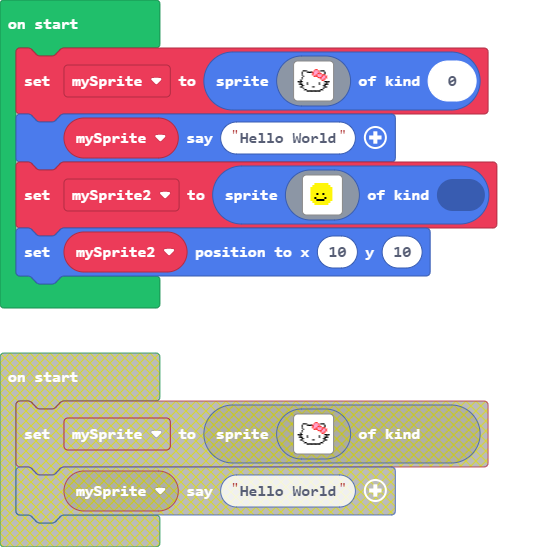 on start
set mySprite to sprite of kind 0
mySprite say "Hello World"
set mySprite2 to sprite of kind
set mySprite2 position to x 10 y 10
on start
set mySprite to sprite of kind
mySprite say "Hello World"